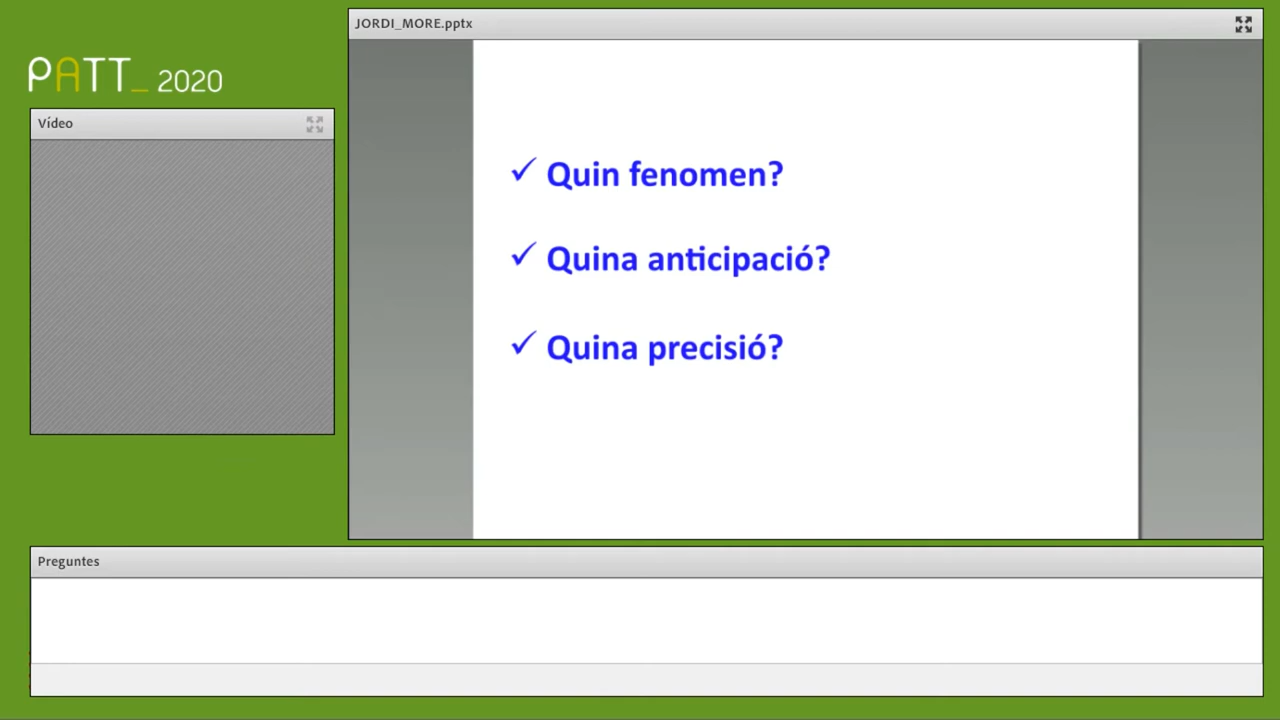 JORDI_MORE.pptx
PATT_ 2020
Vídeo
✓ Quin fenomen?
✓ Quina anticipació?
✓ Quina precisió?
Preguntes